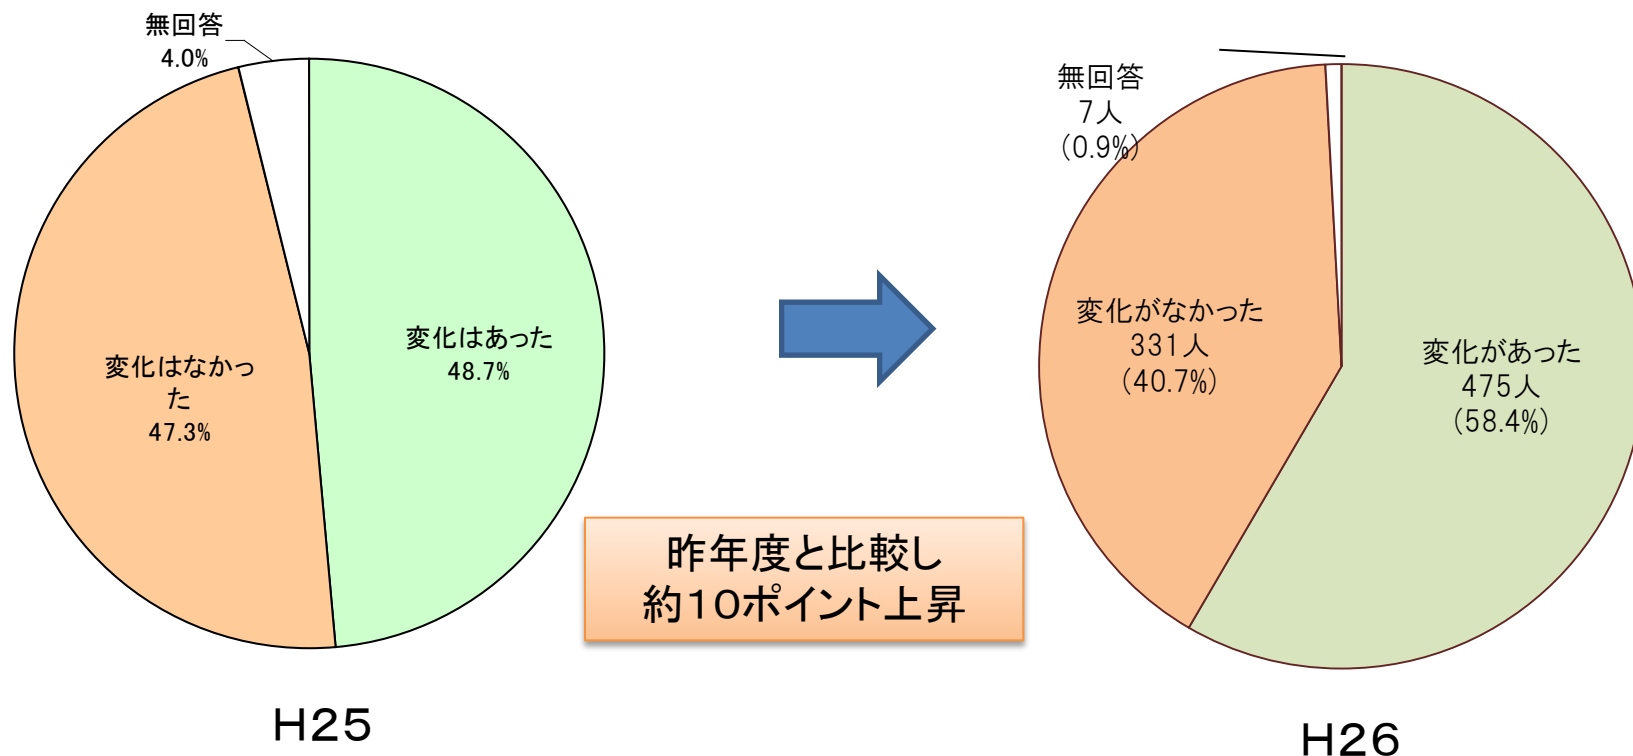 無回答
4.0%
変化はあった
48.7%
変化はなかっ
た
47.3%
H25
昨年度と比較し
約10ポイント上昇
無回答
7人
(0.9%)
変化がなかった
331人
(40.7%)
変化があった
475人
(58.4%)
H26